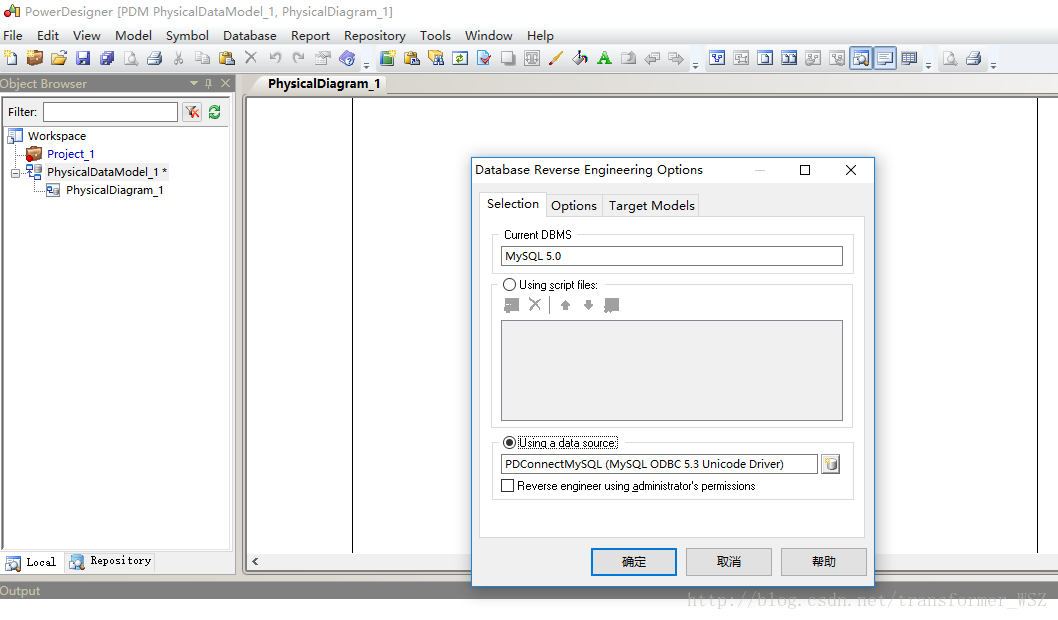 PowerDesigner [PDM PhysicalDataModel_1, PhysicalDiagram_1]
File Edit View Model Symbol Database Report Repository Tools Window Help
Object Browser
PhysicalDiagram_1
Filter:
Workspace
Project_1
PhysicalDataModel_1 *
PhysicalDiagram_1
Database Reverse Engineering Options
Selection Options Target Models
Current DBMS
MySQL 5.0
Using script files:
Using a data source:
PDConnectMySQL (MySQL ODBC 5.3 Unicode Driver)
Reverse engineer using administrator's permissions
确定 取消 帮助
Local Repository
Output
http://blog.csdn.net/transformer_WSZ